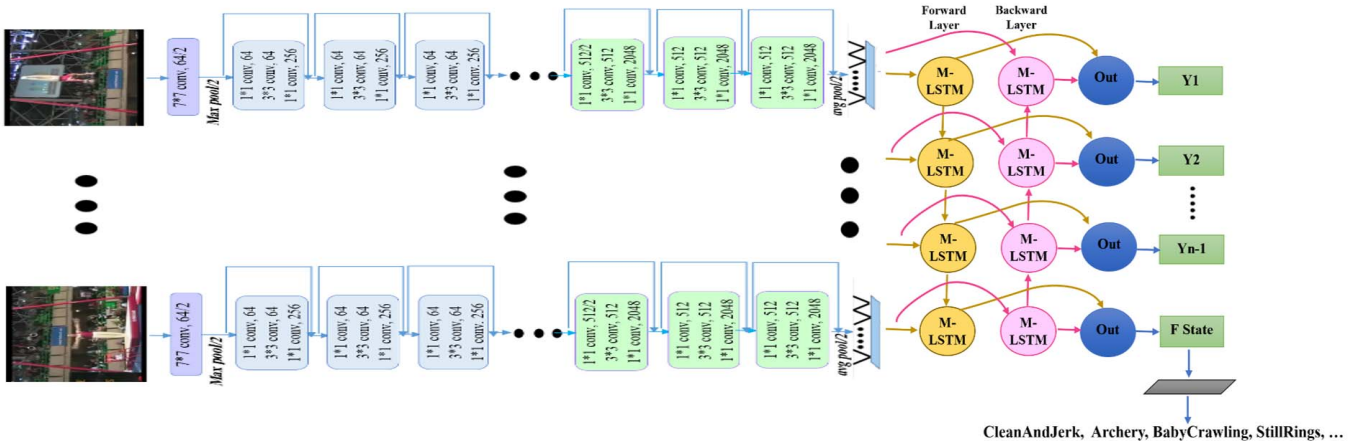 7*7 conv, 64/2
Max pool/2
1*1 conv, 64
3*3 conv, 64
1*1 conv, 256
1*1 conv, 64
3*3 conv, 64
1*1 conv, 256
1*1 conv, 64
3*3 conv, 64
1*1 conv, 256
1*1 conv, 512/2
3*3 conv, 512
1*1 conv, 2048
1*1 conv, 512
3*3 conv, 512
1*1 conv, 2048
1*1 conv, 512
3*3 conv, 512
1*1 conv, 2048
avg pool/2
Forward
Layer
Backward
Layer
M-
LSTM
M-
LSTM
Out
Y1
M-
LSTM
M-
LSTM
Out
Y2
M-
LSTM
M-
LSTM
Out
Yn-1
7*7 conv, 64/2
Max pool/2
1*1 conv, 64
3*3 conv, 64
1*1 conv, 256
1*1 conv, 64
3*3 conv, 64
1*1 conv, 256
1*1 conv, 64
3*3 conv, 64
1*1 conv, 256
1*1 conv, 512/2
3*3 conv, 512
1*1 conv, 2048
1*1 conv, 512
3*3 conv, 512
1*1 conv, 2048
1*1 conv, 512
3*3 conv, 512
1*1 conv, 2048
avg pool/2
M-
LSTM
M-
LSTM
Out
F State
CleanAndJerk, Archery, BabyCrawling, StillRings, ...